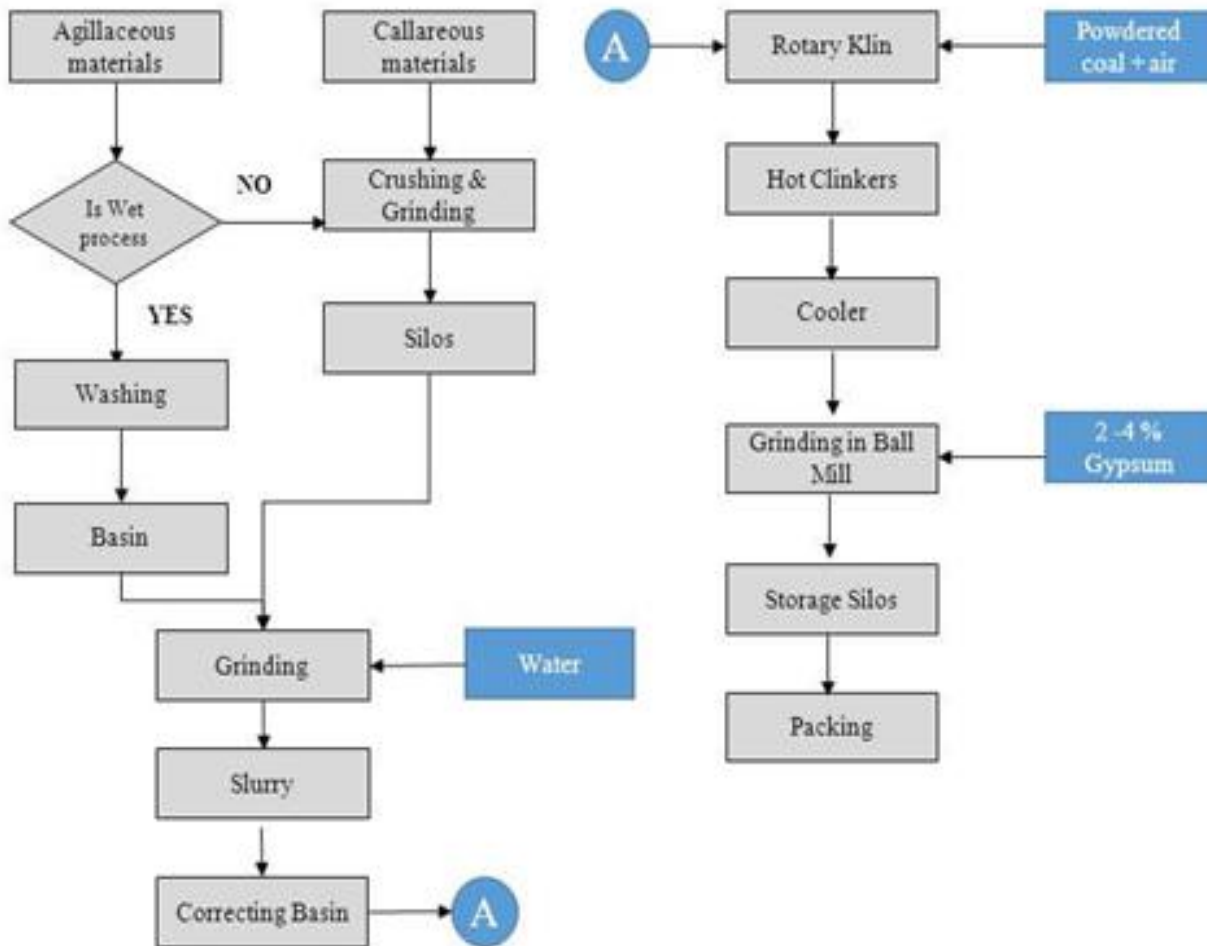 Agillaceous
materials
Callareous
materials
Is Wet
process
NO
YES
Crushing &
Grinding
Silos
Washing
Basin
Grinding
Water
Slurry
Correcting Basin
A
A
Rotary Klin
Powdered
coal + air
Hot Clinkers
Cooler
Grinding in Ball
Mill
2 -4 %
Gypsum
Storage Silos
Packing